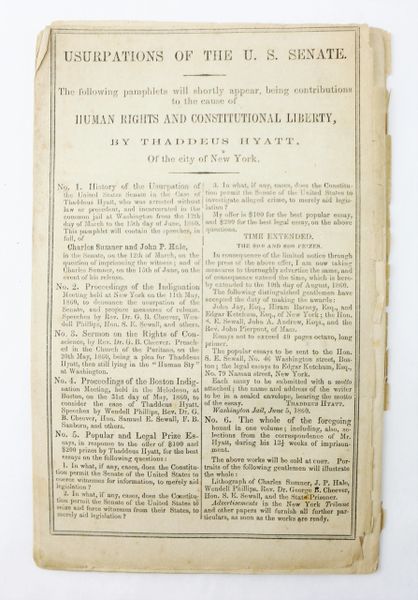 USURPATIONS OF THE U. S. SENATE.
The following pamphlets will shortly appear, being contributions
to the cause of
HUMAN RIGHTS AND CONSTITUTIONAL LIBERTY,
BY THADDEUS HYATT,
Of the city of New York.
No. 1. History of the Usurpation of
the United States Senate in the Case of
Thaddeus Hyatt, who was arrested without
law or precedent, and incarcerated in the
common jail at Washington from the 12th
day of March to the 15th day of June, 1860.
This pamphlet will contain the speeches, in
full, of
Charles Sumner and John P. Hale,
in the Senate, on the 12th of March, on the
question of imprisoning the witness; and of
Charles Sumner, on the 15th of June, on the
event of his release.
No. 2. Proceedings of the Indignation
Meeting held at New York on the 11th May,
1860, to denounce the usurpation of the
Senate, and propose measures of release.
Speeches by Rev. Dr. G. B. Cheever, Wen-
dell Phillips, Hon. S. E. Sewall, and others.
No. 3. Sermon on the Rights of Con-
science, by Rev. Dr. G. B. Cheever. Preach-
ed in the Church of the Puritans, on the
20th May, 1860, being a plea for Thaddeus
Hyatt, then still lying in the "Human Sty"
at Washington.
No. 4. Proceedings of the Boston Indig-
nation Meeting, held in the Melodeon, at
Boston, on the 31st day of May, 1860, to
consider the case of Thaddeus Hyatt.
Speeches by Wendell Phillips, Rev. Dr. G.
B. Cheever, Hon. Samuel E. Sewall, F. B.
Sanborn, and others.
No. 5. Popular and Legal Prize Es-
says, in response to the offer of $100 and
$200 prizes by Thaddeus Hyatt, for the best
essays on the following questions:
1. In what, if any, cases, does the Constitu-
tion permit the Senate of the United States to
coerce witnesses for information, to merely aid
legislation?
2. In what, if any, cases, does the Constitu-
tion permit the Senate of the United States to
seize and force witnesses from their States, to
merely aid legislation?
3. In what, if any, cases, does the Constitu-
tion permit the Senate of the United States to
investigate alleged crime, to merely aid legis-
lation?
My offer is $100 for the best popular essay,
and $200 for the best legal essay, on the above
questions.
TIME EXTENDED.
THE $100 AND $200 PRIZES.
In consequence of the limited notice through
the press of the above offer, I am now taking
measures to thoroughly advertise the same, and
of consequence extend the time, which is here-
by extended to the 10th day of August, 1860.
The following distinguished gentlemen have
accepted the duty of making the awards:
John Jay, Esq., Hiram Barney, Esq., and
Edgar Ketchum, Esq., of New York; the Hon.
S. E. Sewall, John A. Andrew, Esqs., and the
Rev. John Pierpont, of Mass.
Essays not to exceed 40 pages octavo, long
primer.
The popular essays to be sent to the Hon.
S. E. Sewall, No. 46 Washington street, Bos-
ton; the legal essays to Edgar Ketchum, Esq.,
No. 79 Nassau street, New York.
Each essay to be submitted with a motto
attached; the name and address of the writer
to be in a sealed envelope, bearing the motto
of the essay. THADDEUS HYATT.
Washington Jail, June 5, 1860.
No. 6. The whole of the foregoing
bound in one volume; including, also, se-
lections from the correspondence of Mr.
Hyatt, during his 13½ weeks of imprison-
ment.
The above works will be sold at cost. Por-
traits of the following gentlemen will illustrate
the whole:
Lithograph of Charles Sumner, J. P. Hale,
Wendell Phillips, Rev. Dr. George B. Cheever,
Hon. S. E. Sewall, and the State Prisoner.
Advertisements in the New York Tribune
and other papers will furnish all further par-
ticulars, as soon as the works are ready.